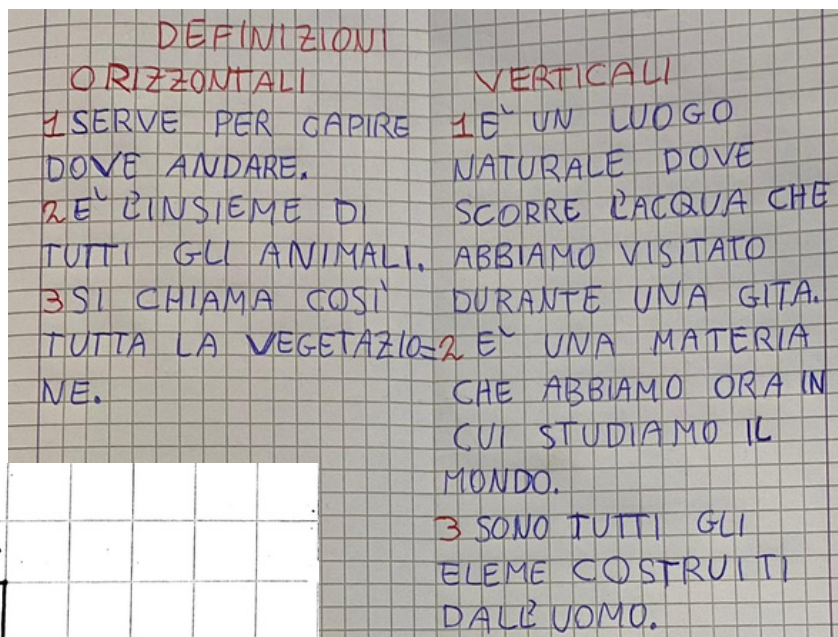 DEFINIZIONI
ORIZZONTALI
1 SERVE PER CAPIRE
DOVE ANDARE.
2 E` L'INSIEME DI
TUTTI GLI ANIMALI.
3 SI CHIAMA COSÌ
TUTTA LA VEGETAZIO=
NE.
VERTICALI
1 E` UN LUOGO
NATURALE DOVE
SCORRE L'ACQUA CHE
ABBIAMO VISITATO
DURANTE UNA GITA.
2 E` UNA MATERIA
CHE ABBIAMO ORA IN
CUI STUDIAMO IL
MONDO.
3 SONO TUTTI GLI
ELEME COSTRUITI
DALL'UOMO.